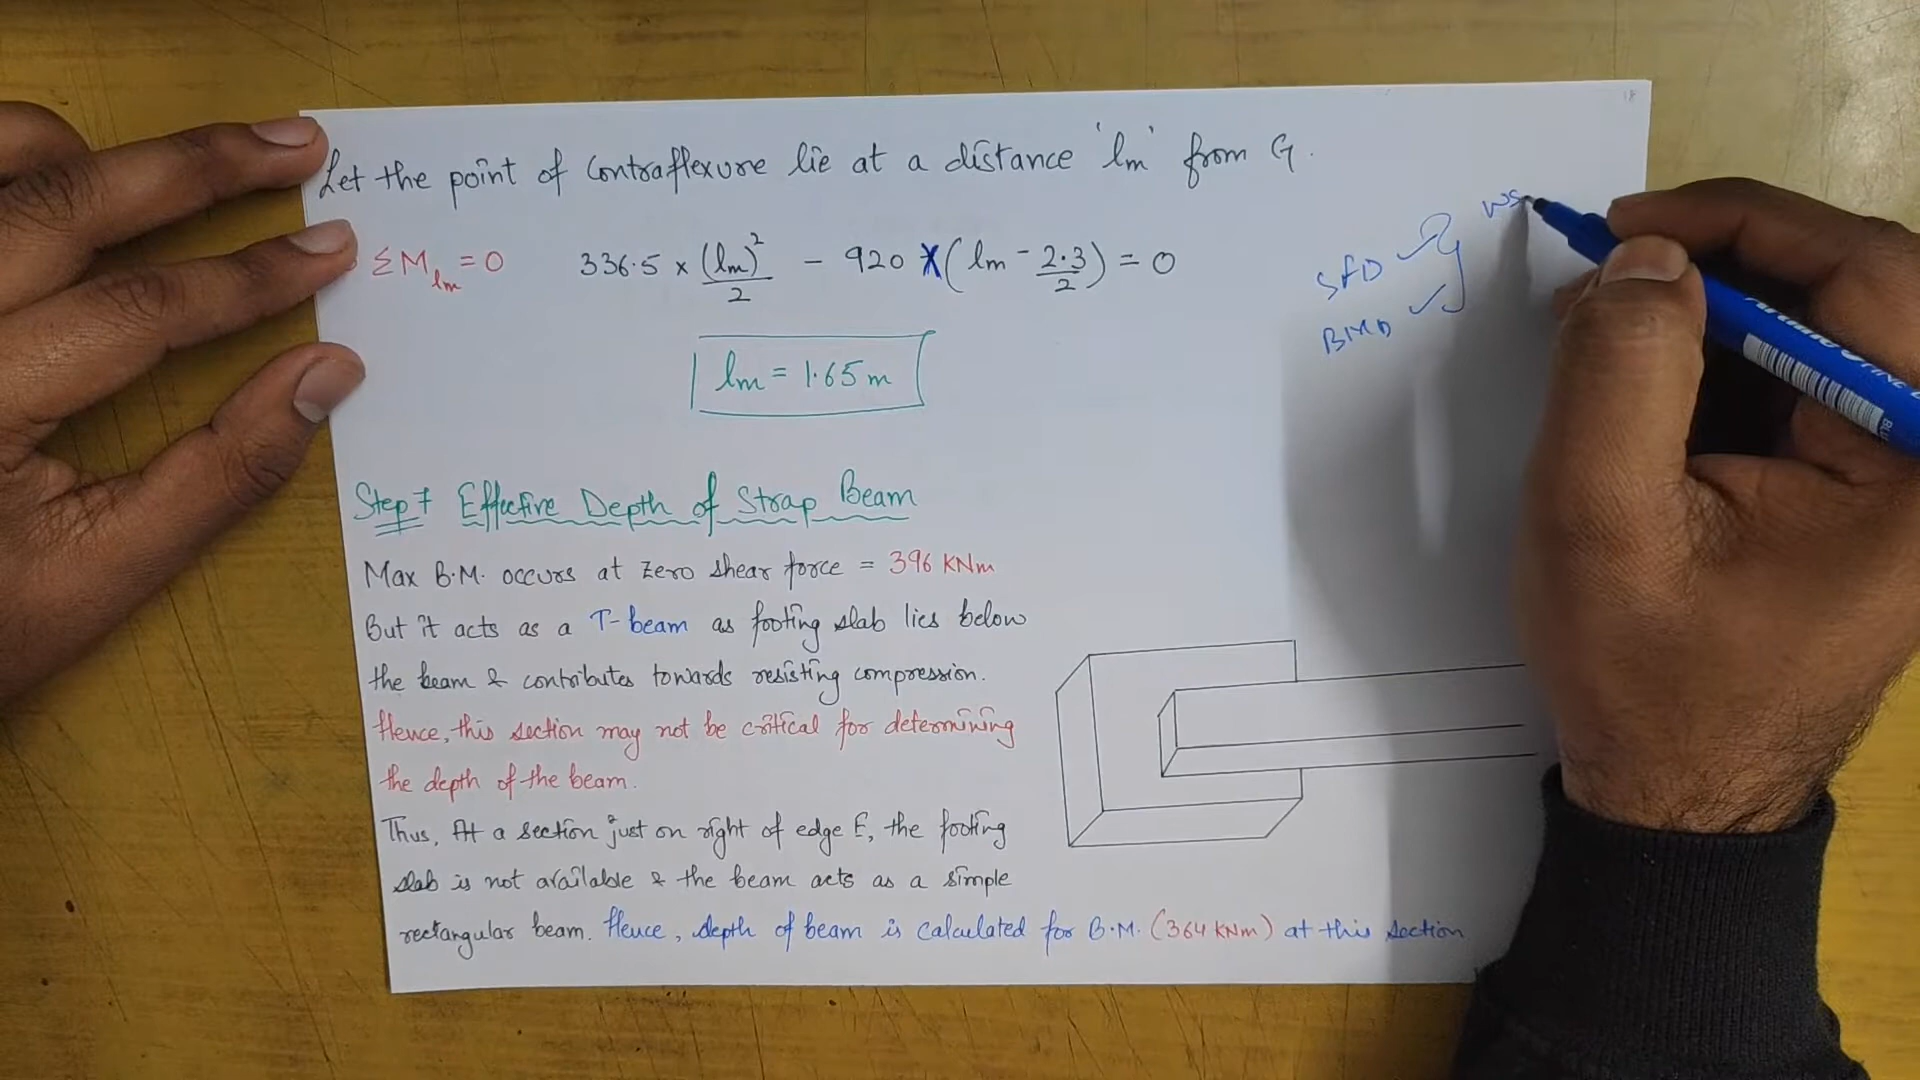 18
Let the point of Contraflexure lie at a distance 'lm' from G.
ΣM_lm = 0 336.5 × (lm)²/2 - 920 × (lm - 2.3/2) = 0
SFD
BMD
WS
lm = 1.65 m
Step 7 Effective Depth of Strap Beam
Max B.M. occurs at zero shear force = 396 KNm
But it acts as a T-beam as footing slab lies below
the beam & contributes towards resisting compression.
Hence, this section may not be critical for determining
the depth of the beam.
Thus, At a section just on right of edge E, the footing
slab is not available & the beam acts as a simple
rectangular beam. Hence, depth of beam is calculated for B.M. (364 KNm) at this section